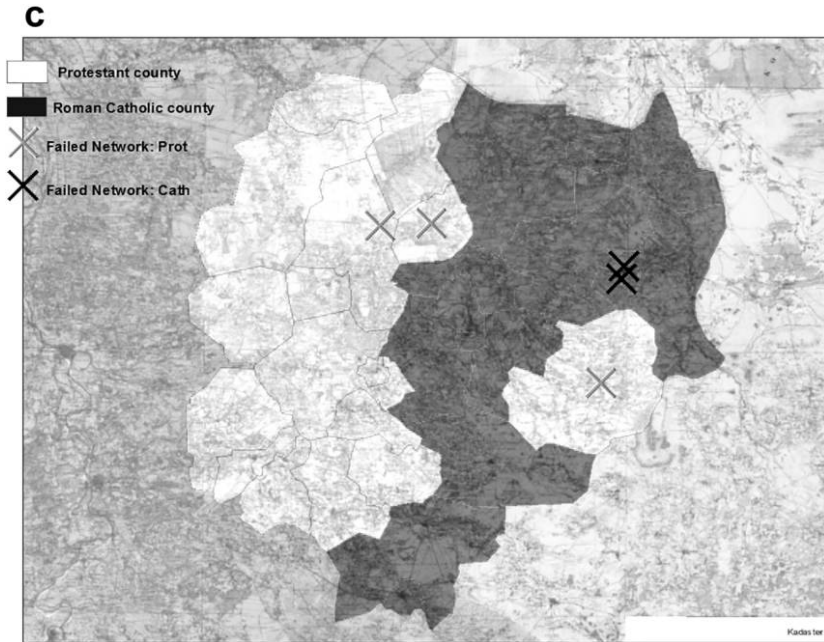 C
Protestant county
Roman Catholic county
Failed Network: Prot
Failed Network: Cath
Kadaster